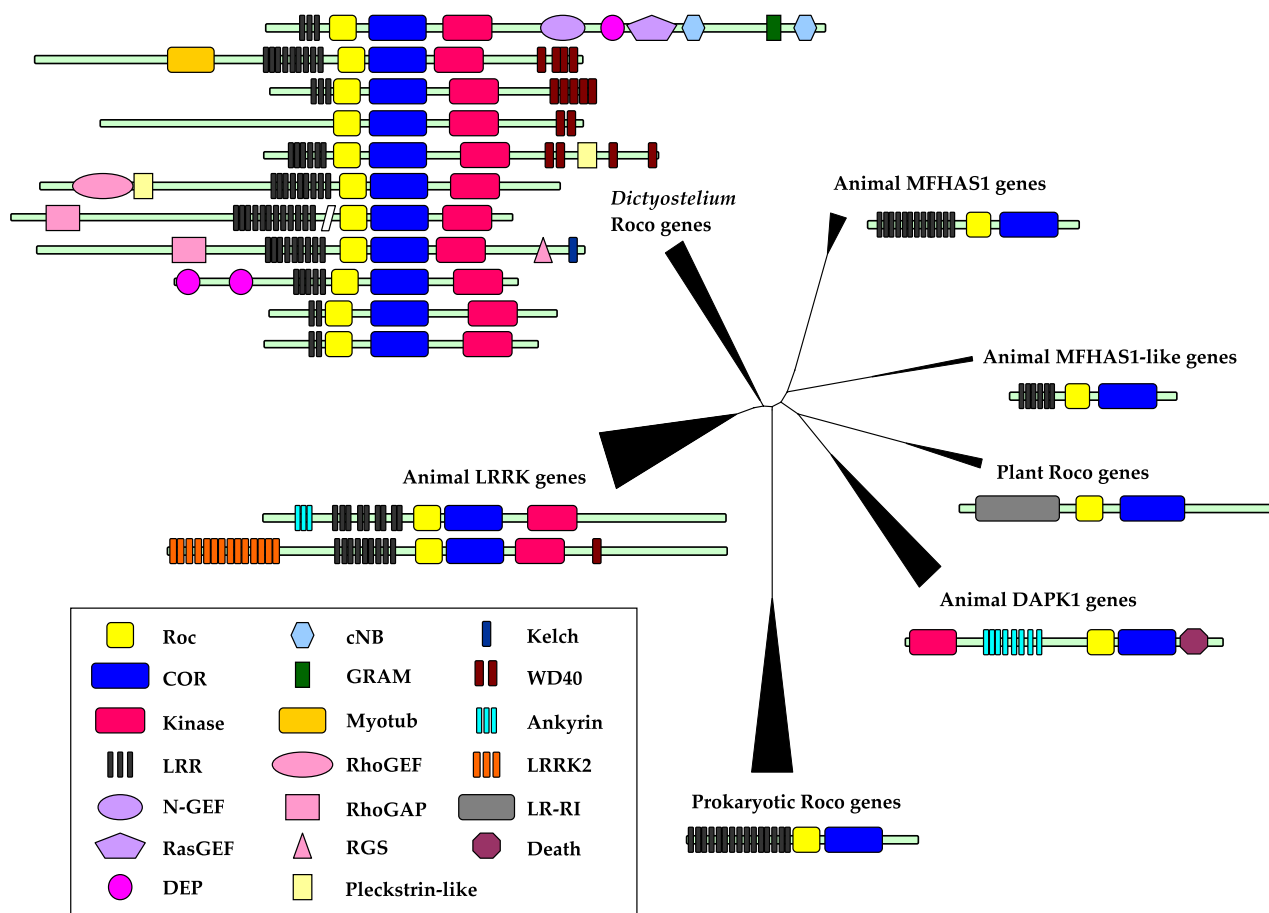 Dictyostelium
Roco genes
Animal MFHAS1 genes
Animal MFHAS1-like genes
Plant Roco genes
Animal LRRK genes
Animal DAPK1 genes
Prokaryotic Roco genes
Roc
cNB
Kelch
COR
GRAM
WD40
Kinase
Myotub
Ankyrin
LRR
RhoGEF
LRRK2
N-GEF
RhoGAP
LR-RI
RasGEF
RGS
Death
DEP
Pleckstrin-like